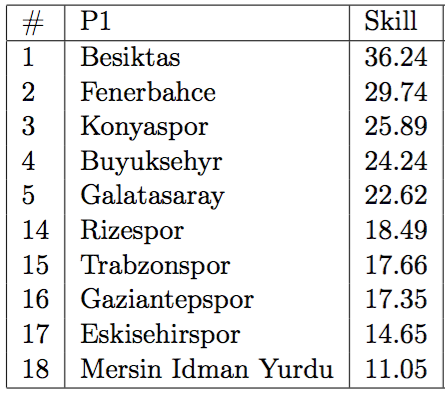 # P1 Skill
1 Besiktas 36.24
2 Fenerbahce 29.74
3 Konyaspor 25.89
4 Buyuksehyr 24.24
5 Galatasaray 22.62
14 Rizespor 18.49
15 Trabzonspor 17.66
16 Gaziantepspor 17.35
17 Eskisehirspor 14.65
18 Mersin Idman Yurdu 11.05